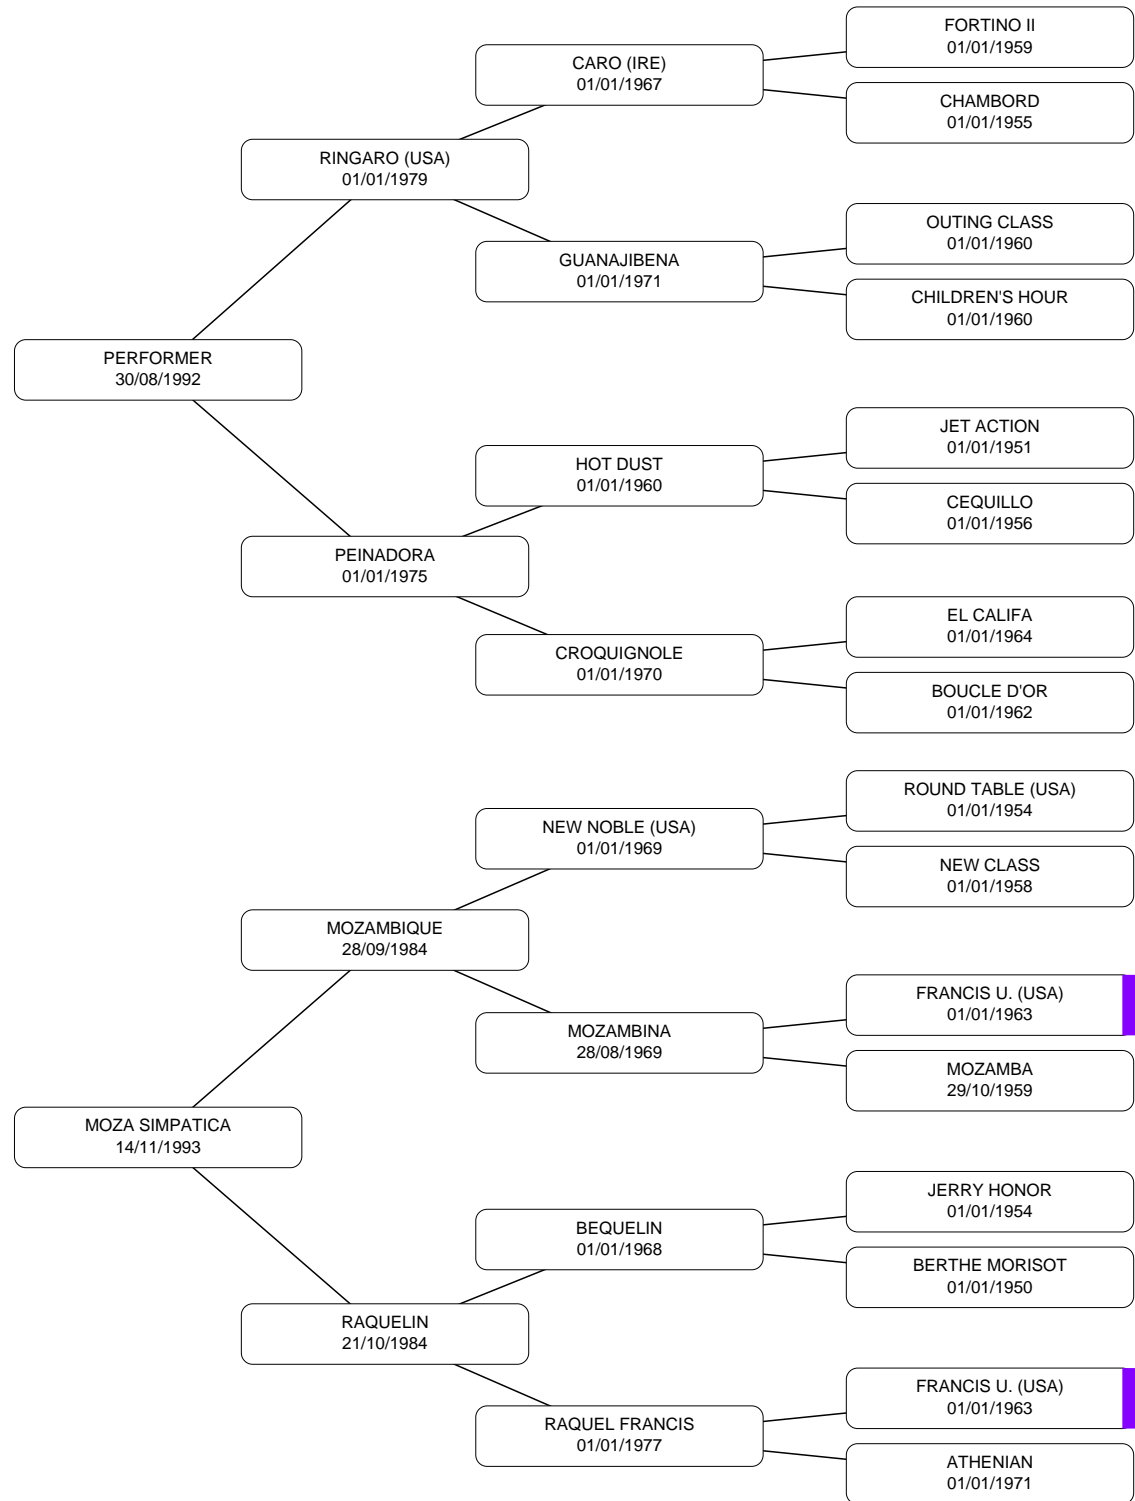 FORTINO II
01/01/1959
CARO (IRE)
01/01/1967
CHAMBORD
01/01/1955
RINGARO (USA)
01/01/1979
OUTING CLASS
01/01/1960
GUANAJIBENA
01/01/1971
CHILDREN'S HOUR
01/01/1960
PERFORMER
30/08/1992
JET ACTION
01/01/1951
HOT DUST
01/01/1960
CEQUILLO
01/01/1956
PEINADORA
01/01/1975
EL CALIFA
01/01/1964
CROQUIGNOLE
01/01/1970
BOUCLE D'OR
01/01/1962
ROUND TABLE (USA)
01/01/1954
NEW NOBLE (USA)
01/01/1969
NEW CLASS
01/01/1958
MOZAMBIQUE
28/09/1984
FRANCIS U. (USA)
01/01/1963
MOZAMBINA
28/08/1969
MOZAMBA
29/10/1959
MOZA SIMPATICA
14/11/1993
JERRY HONOR
01/01/1954
BEQUELIN
01/01/1968
BERTHE MORISOT
01/01/1950
RAQUELIN
21/10/1984
FRANCIS U. (USA)
01/01/1963
RAQUEL FRANCIS
01/01/1977
ATHENIAN
01/01/1971